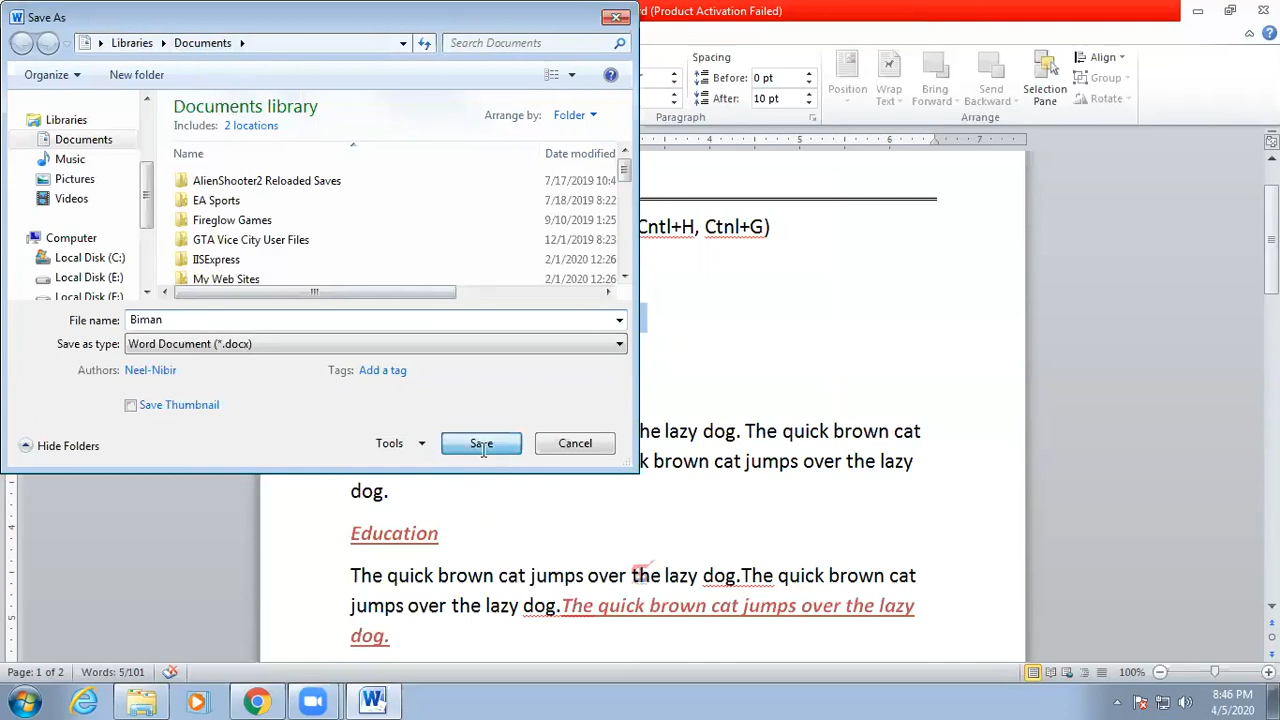 Save As
rd (Product Activation Failed)
Libraries Documents
Search Documents
Organize New folder
Documents library
Includes: 2 locations
Arrange by: Folder
Name Date modified
Libraries
Documents
Music
Pictures
Videos
Computer
Local Disk (C:)
Local Disk (E:)
Local Disk (F:)
AlienShooter2 Reloaded Saves 7/17/2019 10:4
EA Sports 7/18/2019 8:22
Fireglow Games 9/10/2019 1:25
GTA Vice City User Files 12/1/2019 8:23
IISExpress 2/1/2020 12:26
My Web Sites 2/1/2020 12:26
File name: Biman
Save as type: Word Document (*.docx)
Authors: Neel-Nibir Tags: Add a tag
Save Thumbnail
Hide Folders Tools Save Cancel
Spacing
Before: 0 pt
After: 10 pt
Paragraph
Position
Wrap Text
Bring Forward
Send Backward
Selection Pane
Align
Group
Rotate
Arrange
4 5 6 7
Cntl+H, Ctnl+G)
he lazy dog. The quick brown cat
k brown cat jumps over the lazy
dog.
Education
The quick brown cat jumps over the lazy dog.The quick brown cat
jumps over the lazy dog.The quick brown cat jumps over the lazy
dog.
4
5
Page: 1 of 2 Words: 5/101 100%
8:46 PM
4/5/2020